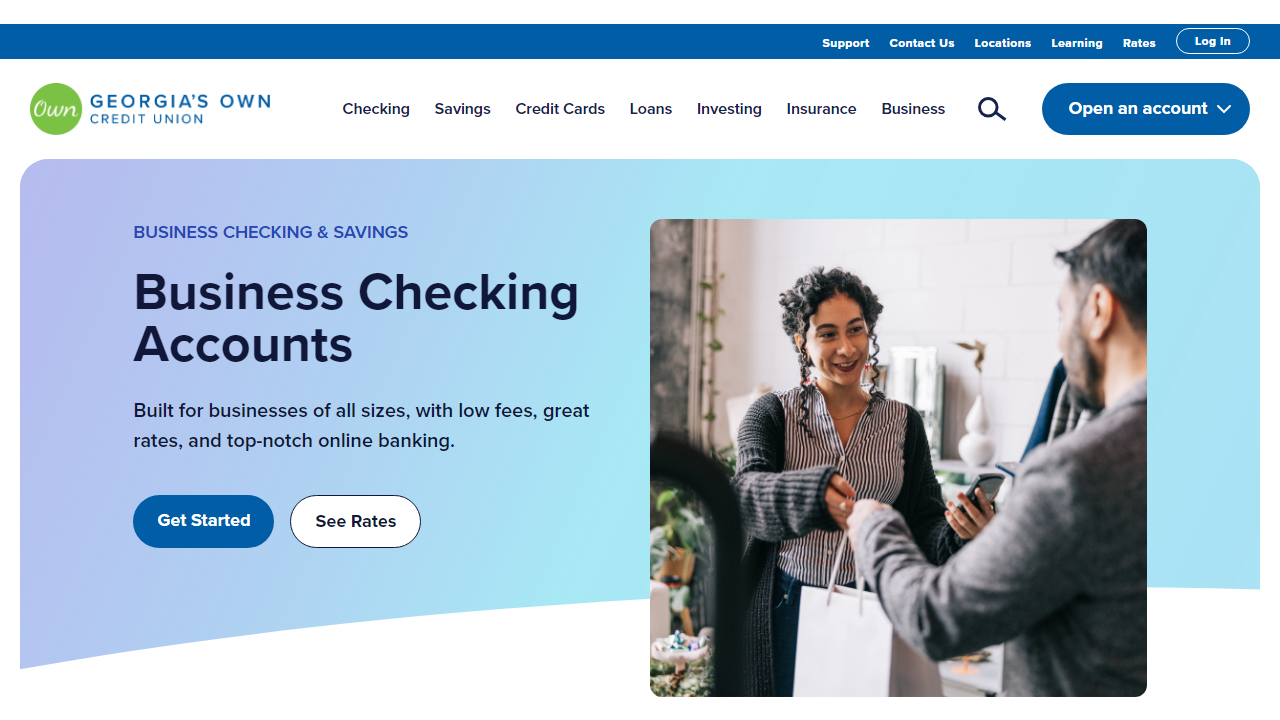 Support Contact Us Locations Learning Rates Log In
Own GEORGIA'S OWN
CREDIT UNION
Checking Savings Credit Cards Loans Investing Insurance Business Open an account
BUSINESS CHECKING & SAVINGS
Business Checking
Accounts
Built for businesses of all sizes, with low fees, great
rates, and top-notch online banking.
Get Started See Rates